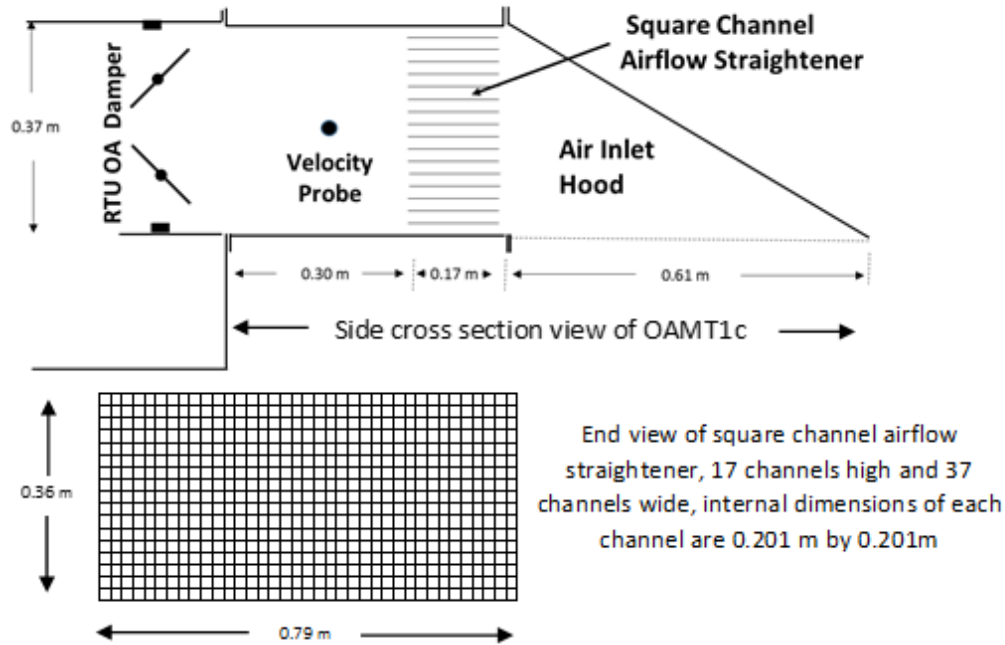 Square Channel
Airflow Straightener
RTU OA Damper
0.37 m
Velocity
Probe
Air Inlet
Hood
0.30 m
0.17 m
0.61 m
Side cross section view of OAMT1c
0.36 m
End view of square channel airflow
straightener, 17 channels high and 37
channels wide, internal dimensions of each
channel are 0.201 m by 0.201m
0.79 m